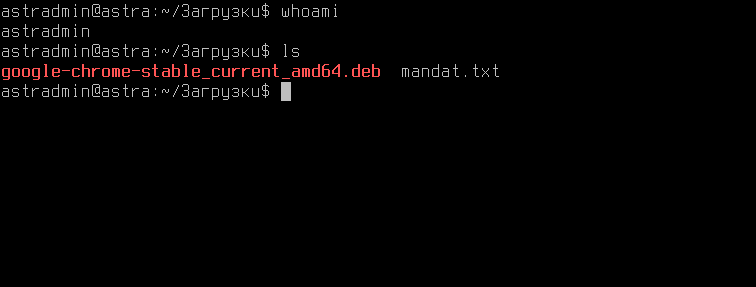 astradmin@astra:~/Загрузки$ whoami
astradmin
astradmin@astra:~/Загрузки$ ls
google-chrome-stable_current_amd64.deb  mandat.txt
astradmin@astra:~/Загрузки$